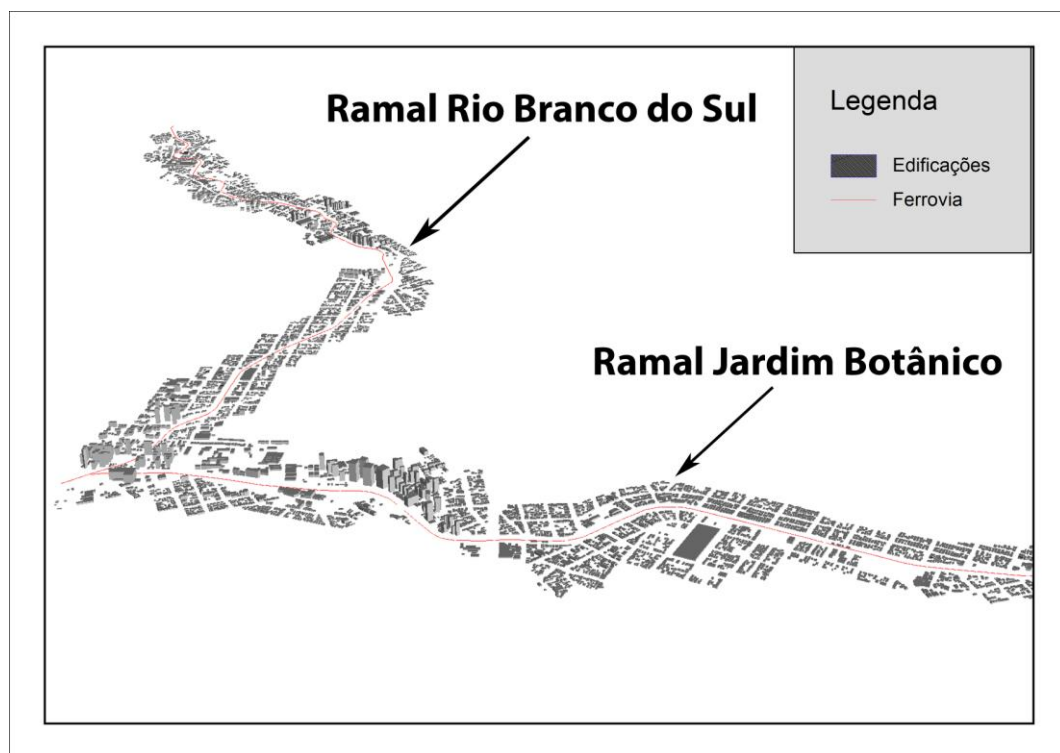 Ramal Rio Branco do Sul
Legenda
Edificações
Ferrovia
Ramal Jardim Botânico